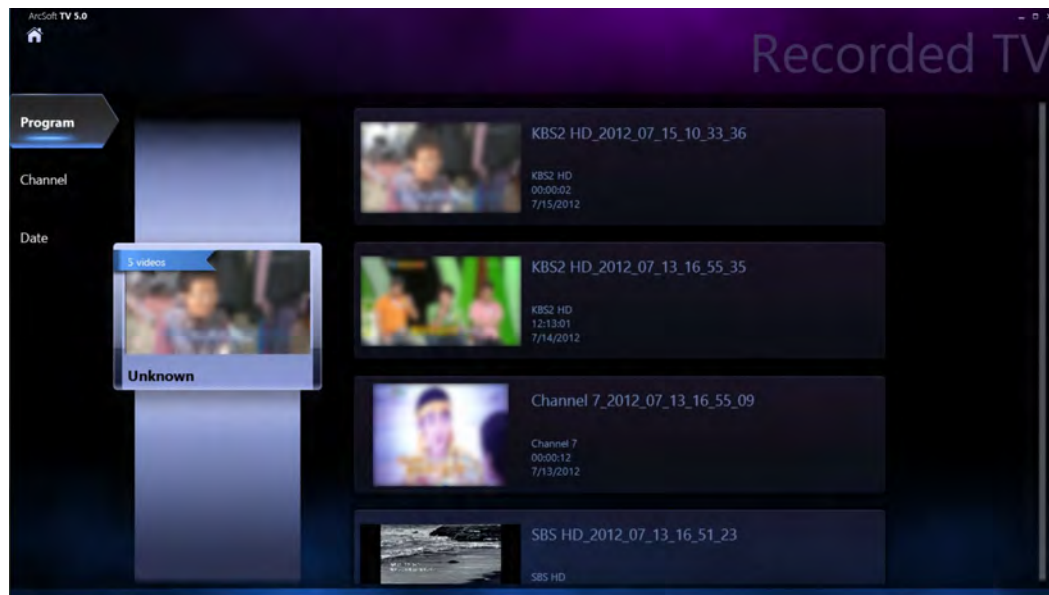 ArcSoft TV 5.0
Recorded TV
Program
Channel
Date
5 videos
Unknown
KBS2 HD_2012_07_15_10_33_36
KBS2 HD
00:00:02
7/15/2012
KBS2 HD_2012_07_13_16_55_35
KBS2 HD
12:13:01
7/14/2012
Channel 7_2012_07_13_16_55_09
Channel 7
00:00:12
7/13/2012
SBS HD_2012_07_13_16_51_23
SBS HD